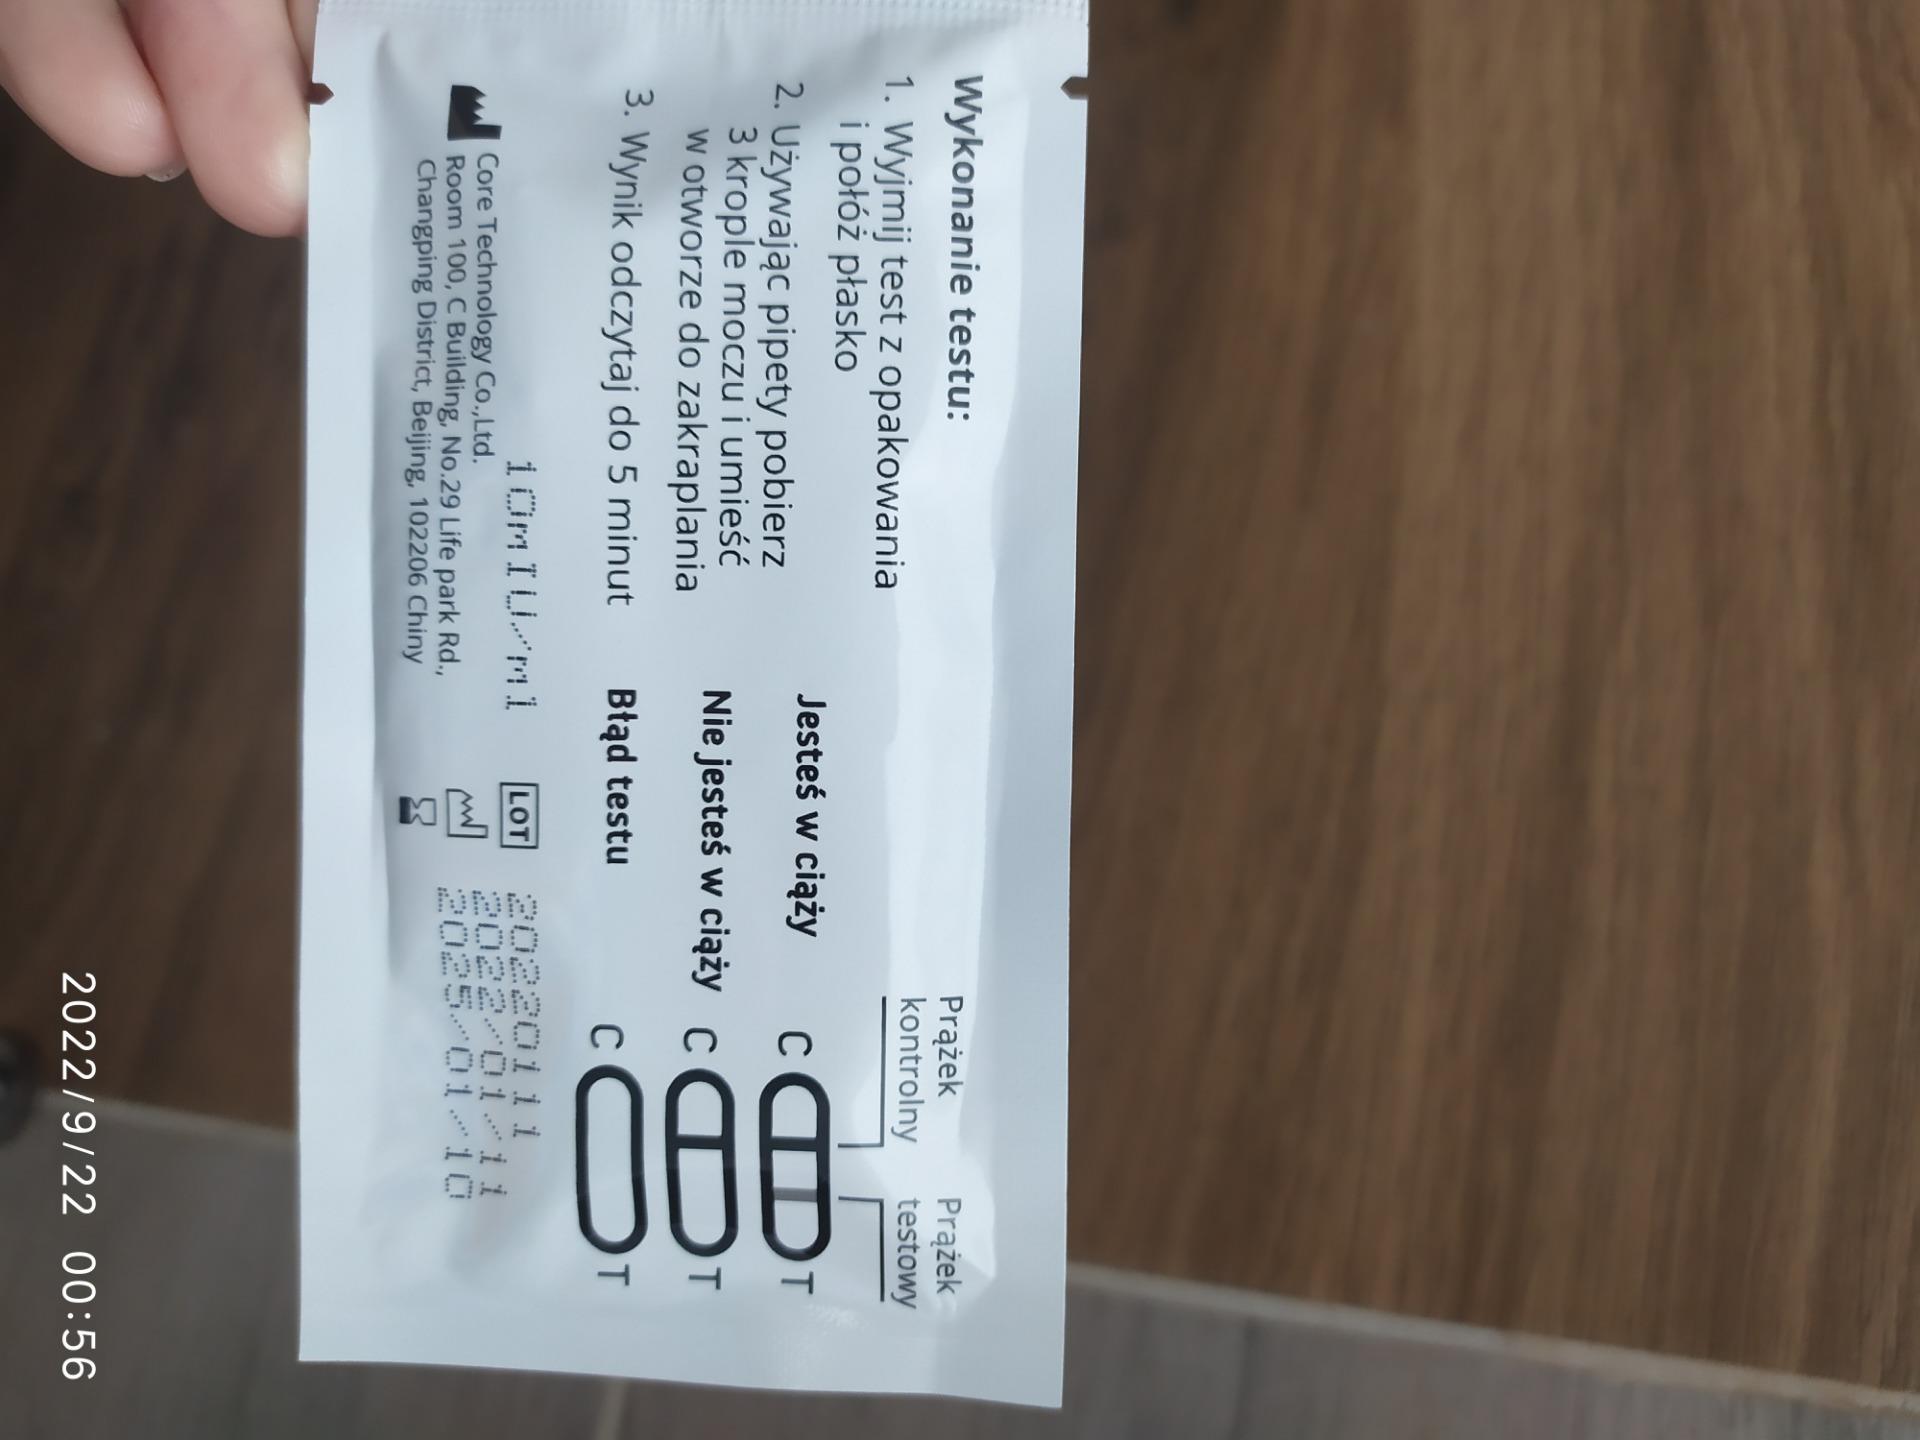 Wykonanie testu:
1. Wyjmij test z opakowania
i połóż płasko
2. Używając pipety pobierz
3 krople moczu i umieść
w otworze do zakraplania
3. Wynik odczytaj do 5 minut
Prążek
kontrolny
Prążek
testowy
Jesteś w ciąży C T
Nie jesteś w ciąży C T
Błąd testu C T
10mIU/ml
Core Technology Co.,Ltd.
Room 100, C Building, No.29 Life park Rd.,
Changping District, Beijing, 102206 Chiny
LOT 20220111
2022/01/11
2025/01/10
2022/9/22 00:56